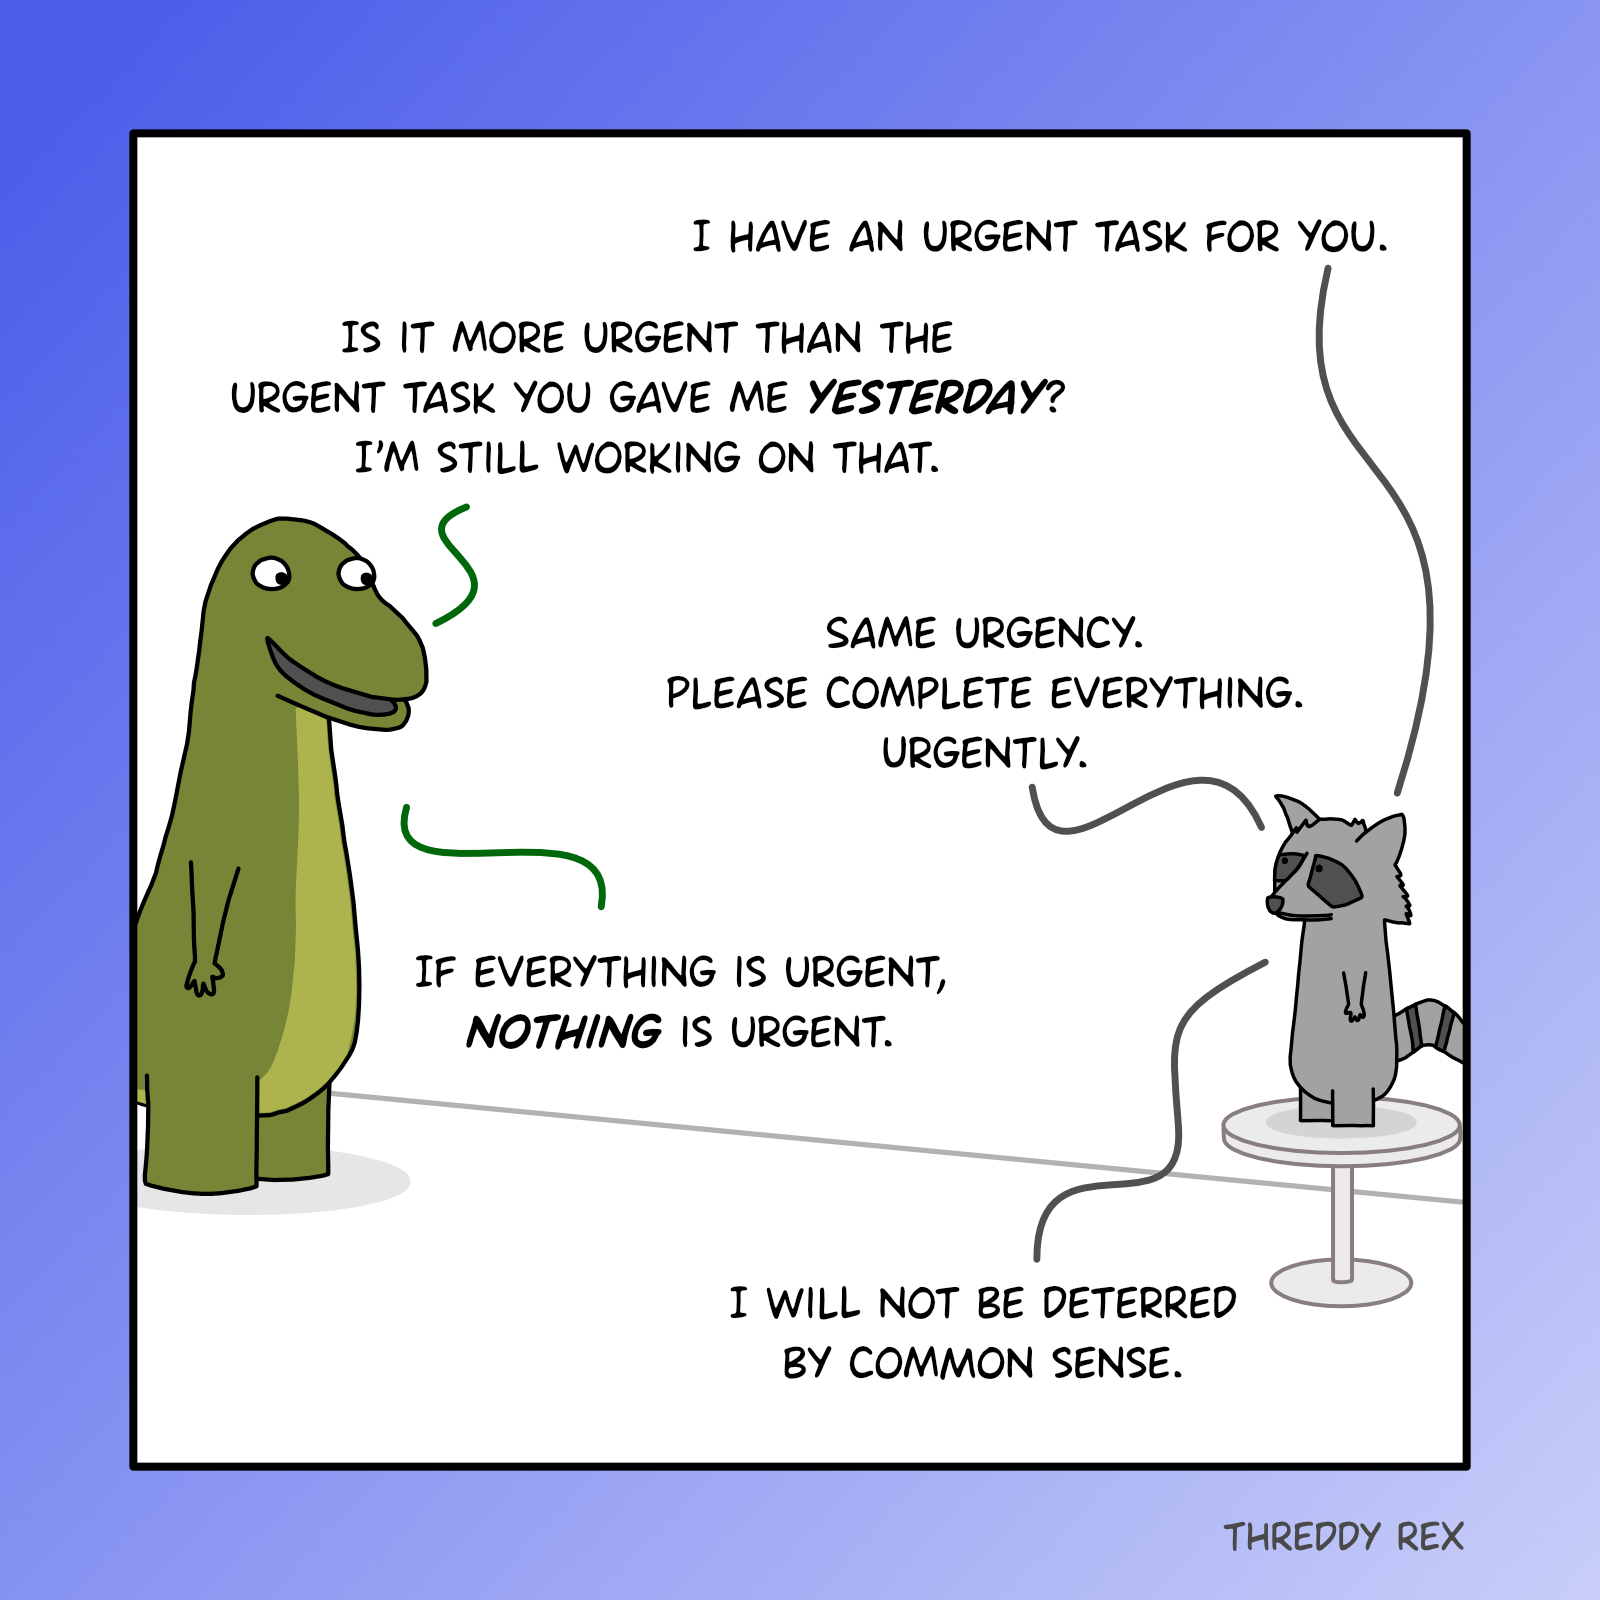 I HAVE AN URGENT TASK FOR YOU.
IS IT MORE URGENT THAN THE
URGENT TASK YOU GAVE ME YESTERDAY?
I'M STILL WORKING ON THAT.
SAME URGENCY.
PLEASE COMPLETE EVERYTHING.
URGENTLY.
IF EVERYTHING IS URGENT,
NOTHING IS URGENT.
I WILL NOT BE DETERRED
BY COMMON SENSE.
THREDDY REX